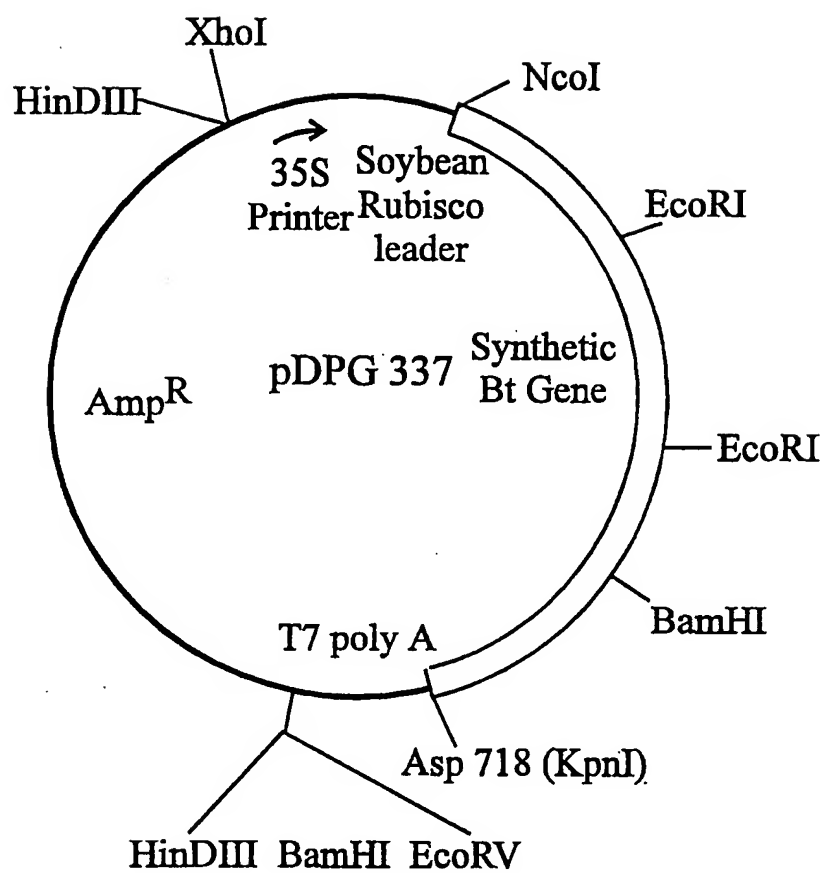 XhoI
HinDIII
NcoI
35S
Printer
Soybean
Rubisco
leader
EcoRI
AmpR
pDPG 337
Synthetic
Bt Gene
EcoRI
BamHI
T7 poly A
Asp 718 (KpnI)
HinDIII BamHI EcoRV